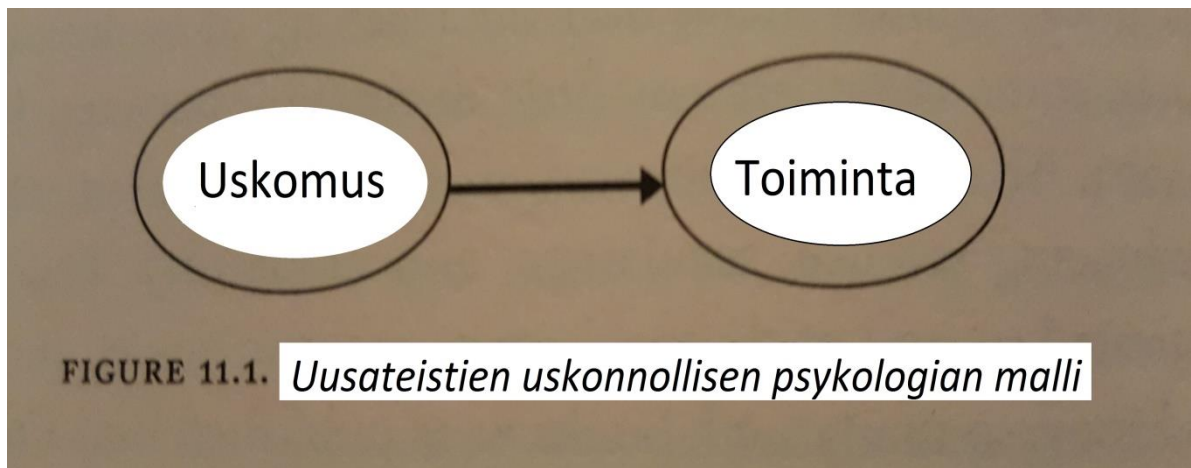 Uskomus
Toiminta
FIGURE 11.1. Uusateistien uskonnollisen psykologian malli